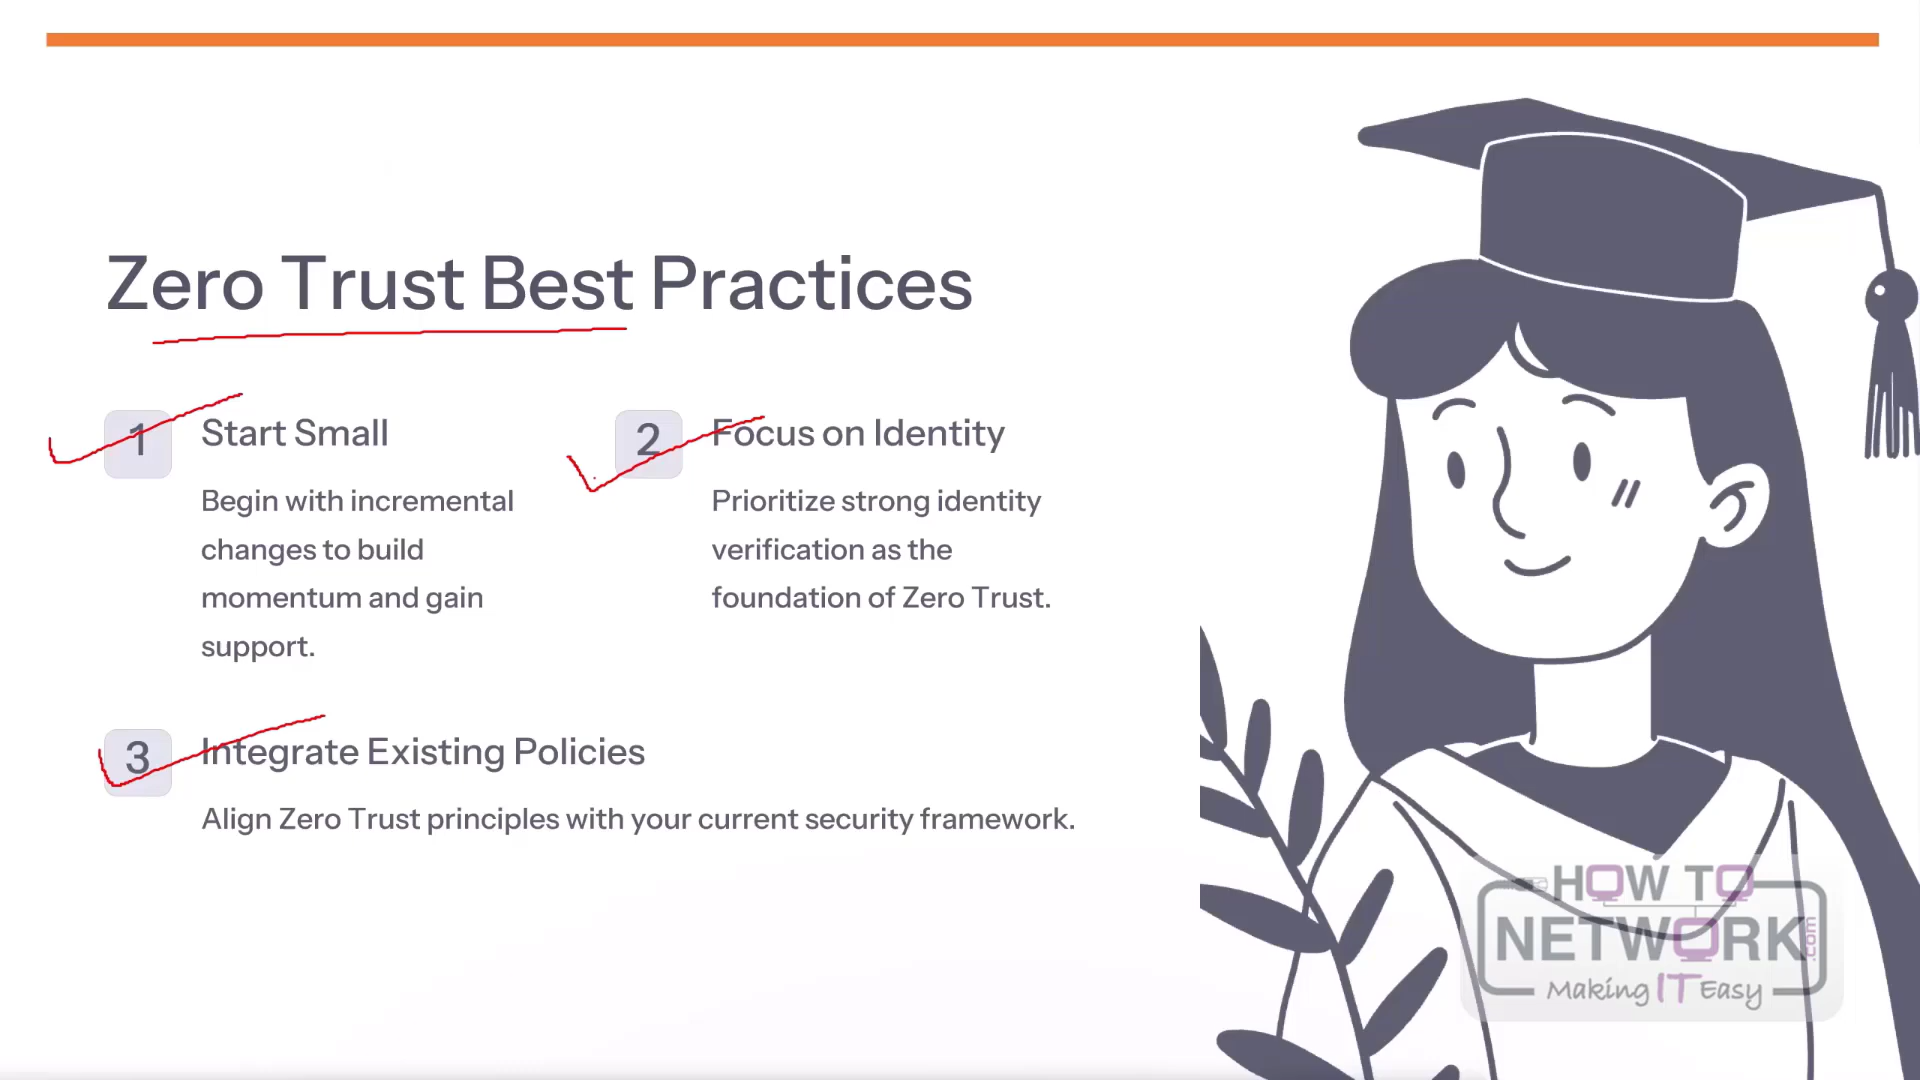 Zero Trust Best Practices
1
Start Small
Begin with incremental
changes to build
momentum and gain
support.
2
Focus on Identity
Prioritize strong identity
verification as the
foundation of Zero Trust.
3
Integrate Existing Policies
Align Zero Trust principles with your current security framework.
HOW TO
NETWORK.com
Making IT Easy